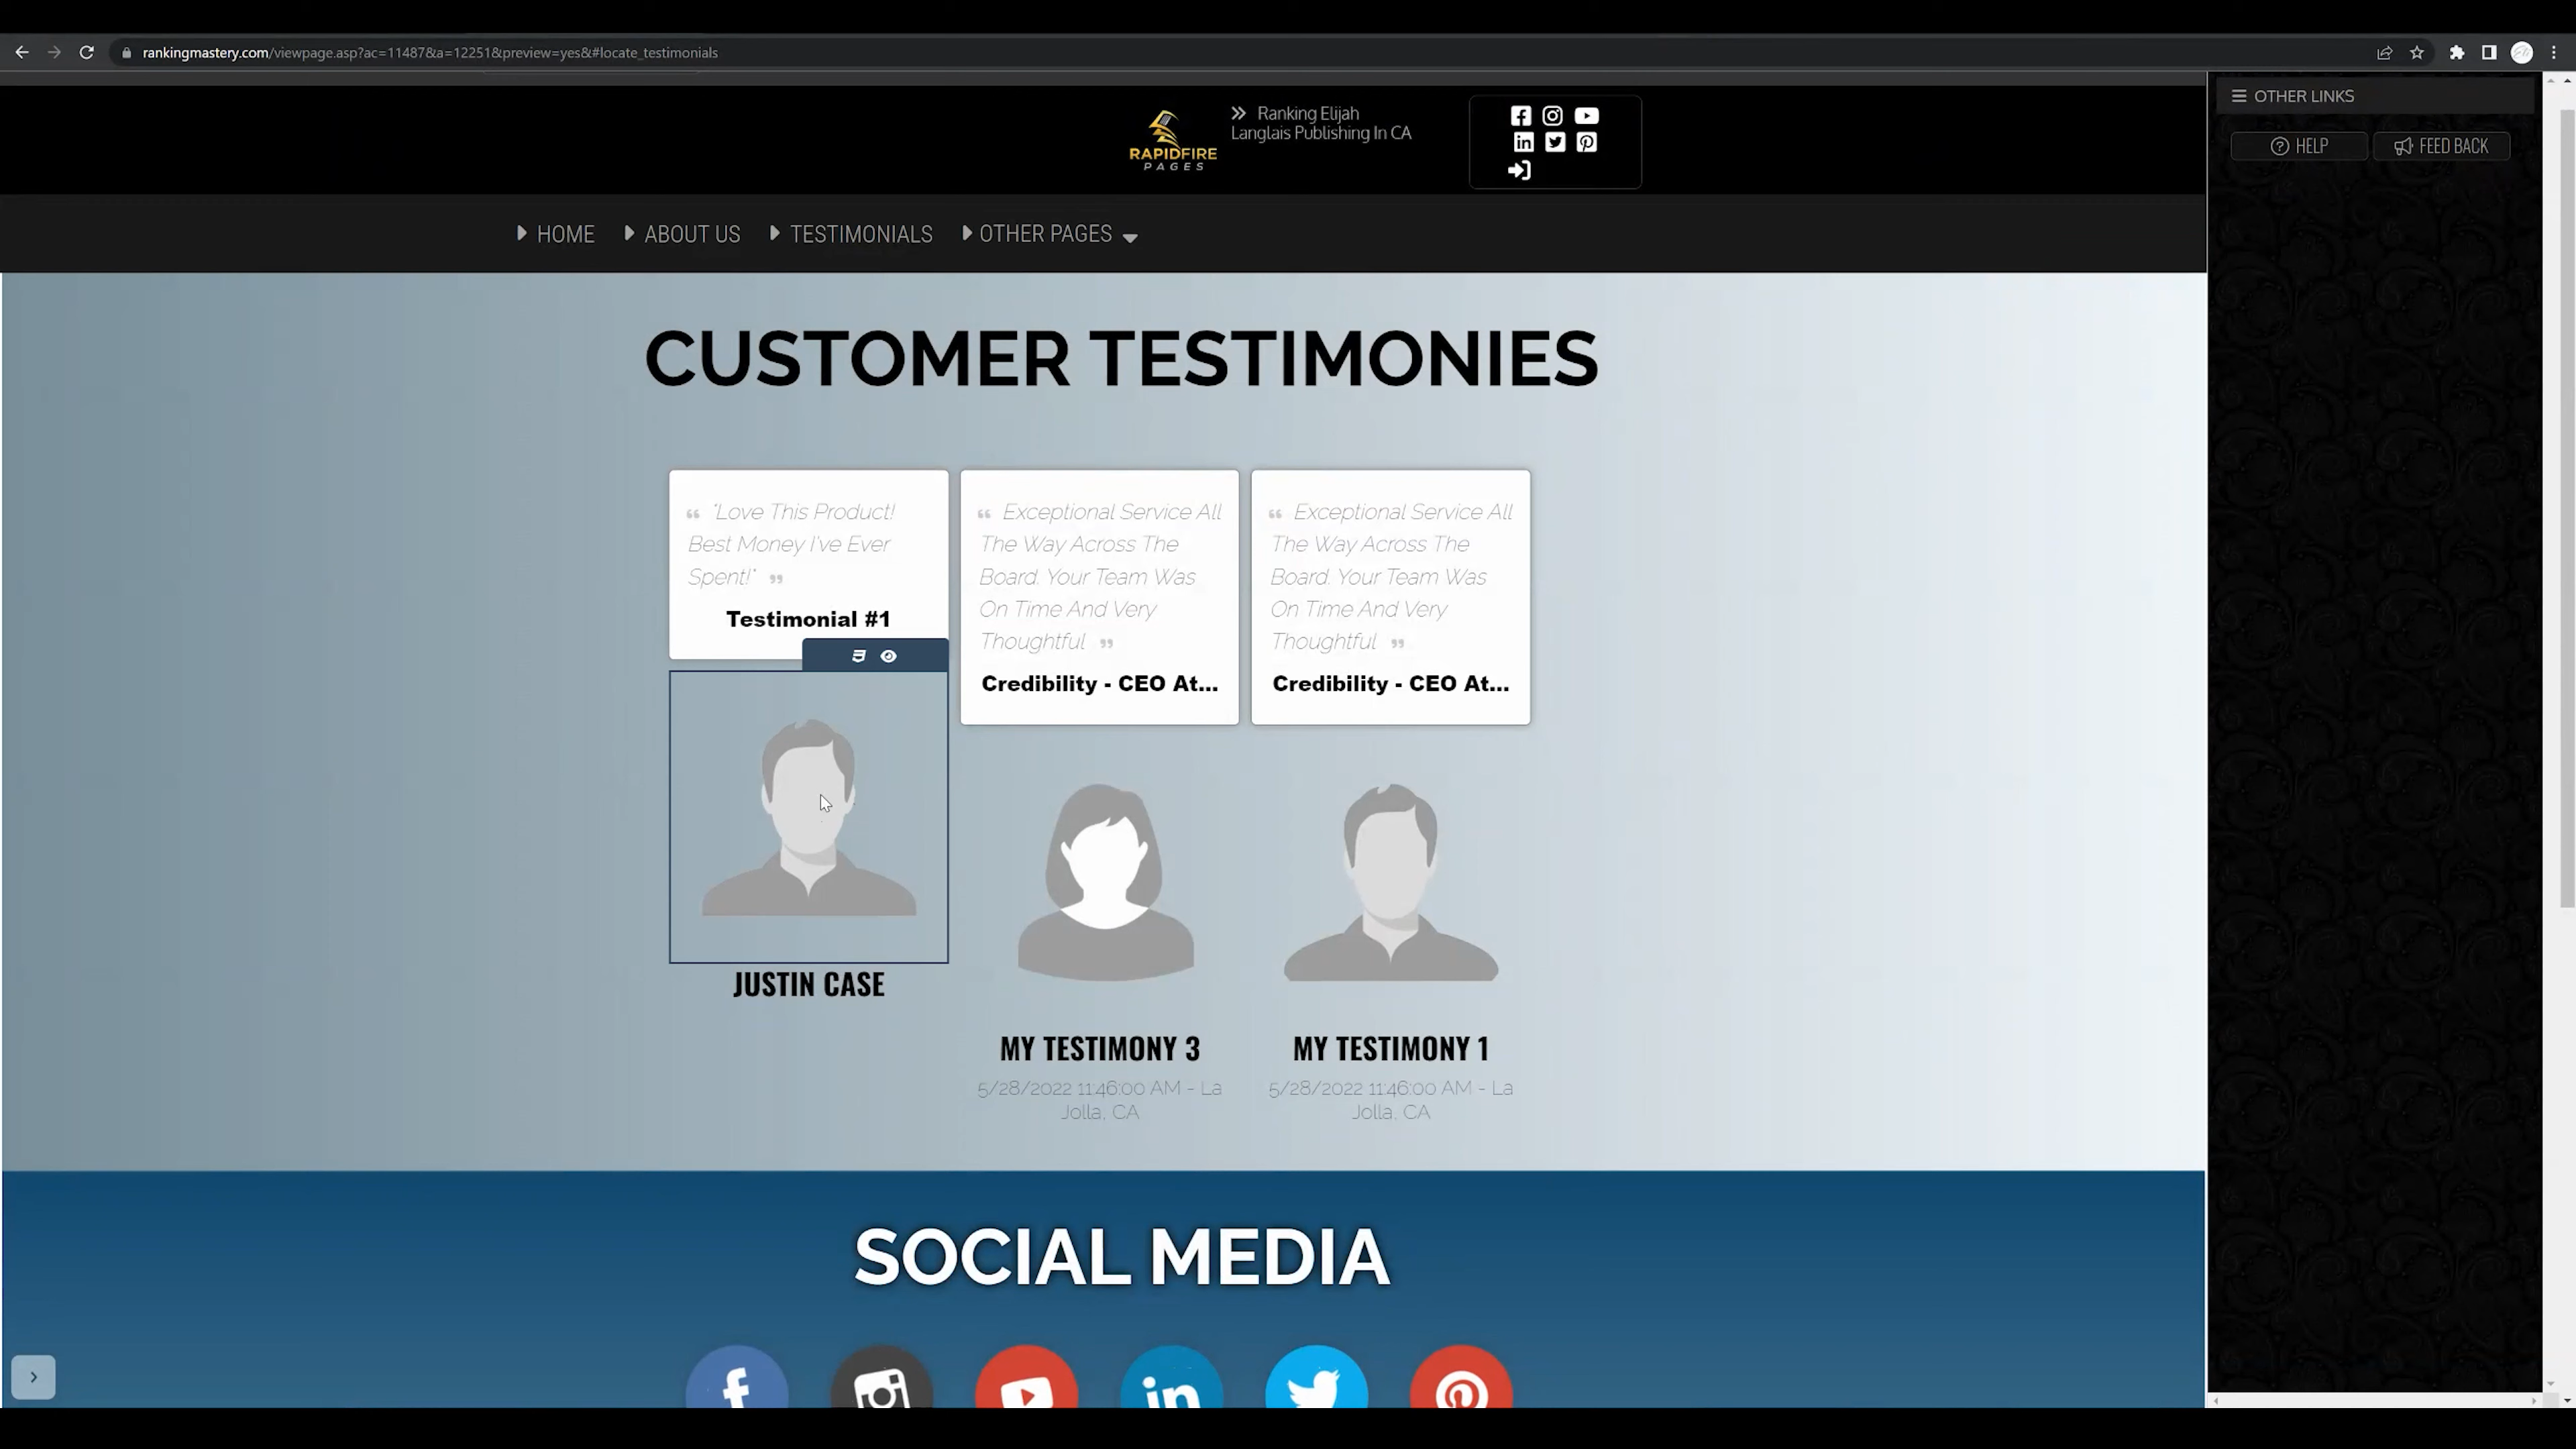 rankingmastery.com/viewpage.asp?ac=11487&a=12251&preview=yes&#locate_testimonials
OTHER LINKS
HELP
FEED BACK
RAPIDFIRE
PAGES
Ranking Elijah
Langlais Publishing In CA
HOME
ABOUT US
TESTIMONIALS
OTHER PAGES
CUSTOMER TESTIMONIES
“ "Love This Product!
Best Money I've Ever
Spent!" ”
Testimonial #1
“ Exceptional Service All
The Way Across The
Board. Your Team Was
On Time And Very
Thoughtful ”
Credibility - CEO At...
“ Exceptional Service All
The Way Across The
Board. Your Team Was
On Time And Very
Thoughtful ”
Credibility - CEO At...
JUSTIN CASE
MY TESTIMONY 3
5/28/2022 11:46:00 AM - La
Jolla, CA
MY TESTIMONY 1
5/28/2022 11:46:00 AM - La
Jolla, CA
SOCIAL MEDIA